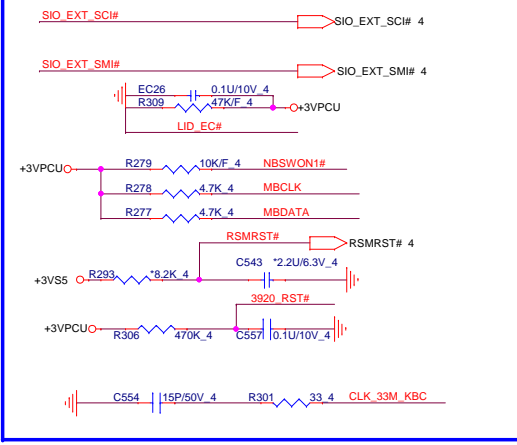 SIO_EXT_SCI# SIO_EXT_SCI# 4
SIO_EXT_SMI# SIO_EXT_SMI# 4
EC26 0.1U/10V_4
R309 47K/F_4 +3VPCU
LID_EC#
+3VPCU R279 10K/F_4 NBSWON1#
R278 4.7K_4 MBCLK
R277 4.7K_4 MBDATA
RSMRST# RSMRST# 4
+3VS5 R293 *8.2K_4 C543 *2.2U/6.3V_4
3920_RST#
+3VPCU R306 470K_4 C557 0.1U/10V_4
C554 15P/50V_4 R301 33_4 CLK_33M_KBC